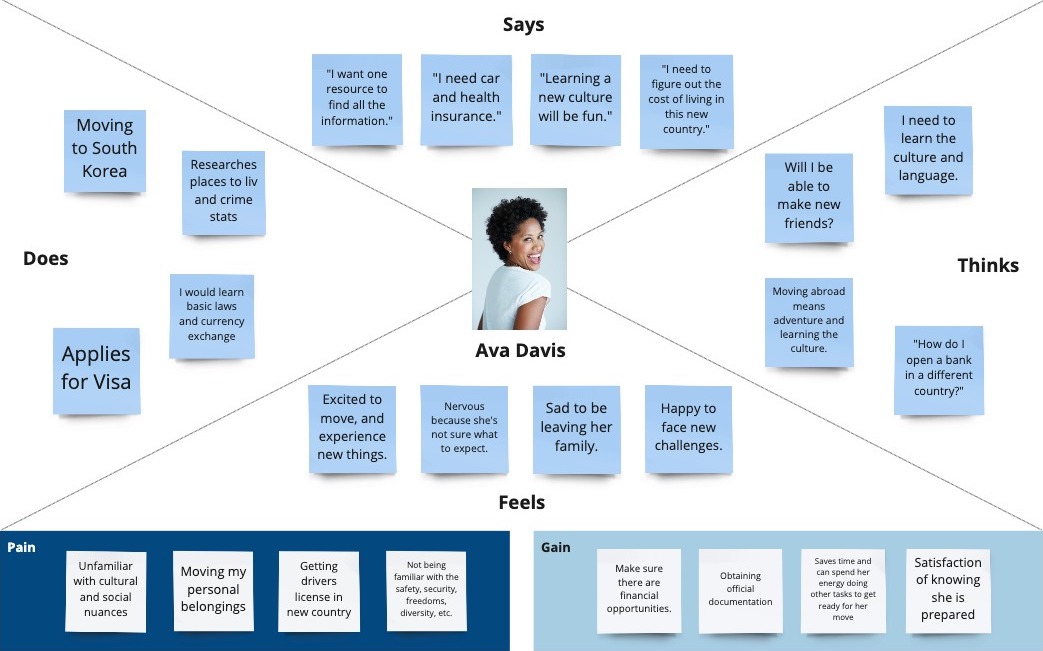 Says
"I want one
resource to
find all the
information."
"I need car
and health
insurance."
"Learning a
new culture
will be fun."
"I need to
figure out the
cost of living in
this new
country."
Does
Moving
to South
Korea
Researches
places to liv
and crime
stats
I would learn
basic laws
and currency
exchange
Applies
for Visa
Ava Davis
Thinks
I need to
learn the
culture and
language.
Will I be
able to
make new
friends?
Moving abroad
means
adventure and
learning the
culture.
"How do I
open a bank
in a different
country?"
Excited to
move, and
experience
new things.
Nervous
because she's
not sure what
to expect.
Sad to be
leaving her
family.
Happy to
face new
challenges.
Feels
Pain
Unfamiliar
with cultural
and social
nuances
Moving my
personal
belongings
Getting
drivers
license in
new country
Not being
familiar with the
safety, security,
freedoms,
diversity, etc.
Gain
Make sure
there are
financial
opportunities.
Obtaining
official
documentation
Saves time and
can spend her
energy doing
other tasks to get
ready for her
move
Satisfaction
of knowing
she is
prepared